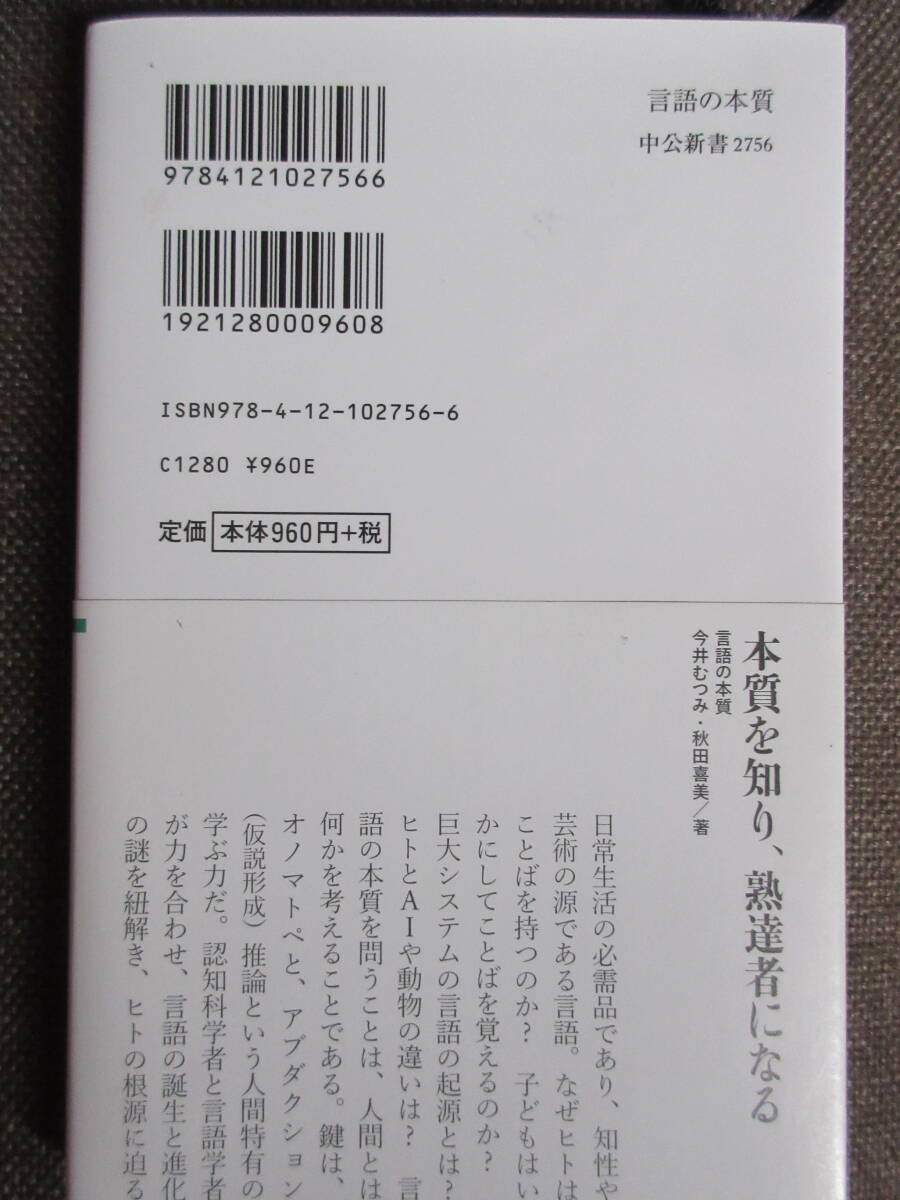 9784121027566
言語の本質
中公新書2756
1921280009608
ISBN978-4-12-102756-6
C1280 ¥960E
定価 本体960円+税
本質を知り、熟達者になる
言語の本質
今井むつみ・秋田喜美/著
日常生活の必需品であり、知性や
芸術の源である言語。なぜヒトは
ことばを持つのか? 子どもはい
かにしてことばを覚えるのか?
巨大システムの言語の起源とは?
ヒトとAIや動物の違いは? 言
語の本質を問うことは、人間とは
何かを考えることである。鍵は、
オノマトペと、アブダクション
(仮説形成)推論という人間特有の
学ぶ力だ。認知科学者と言語学者
が力を合わせ、言語の誕生と進化
の謎を紐解き、ヒトの根源に迫る